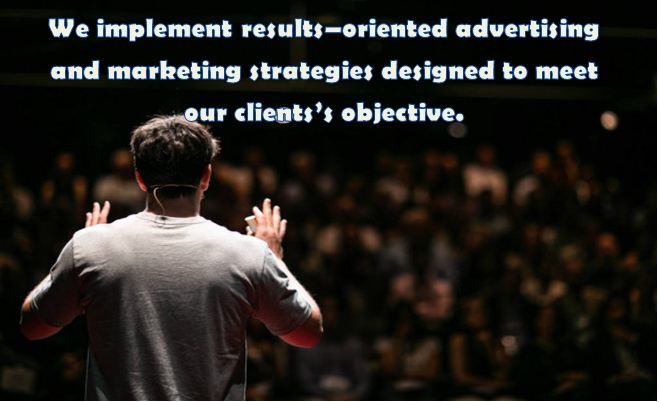 We implement results–oriented advertising
and marketing strategies designed to meet
our clients’s objective.